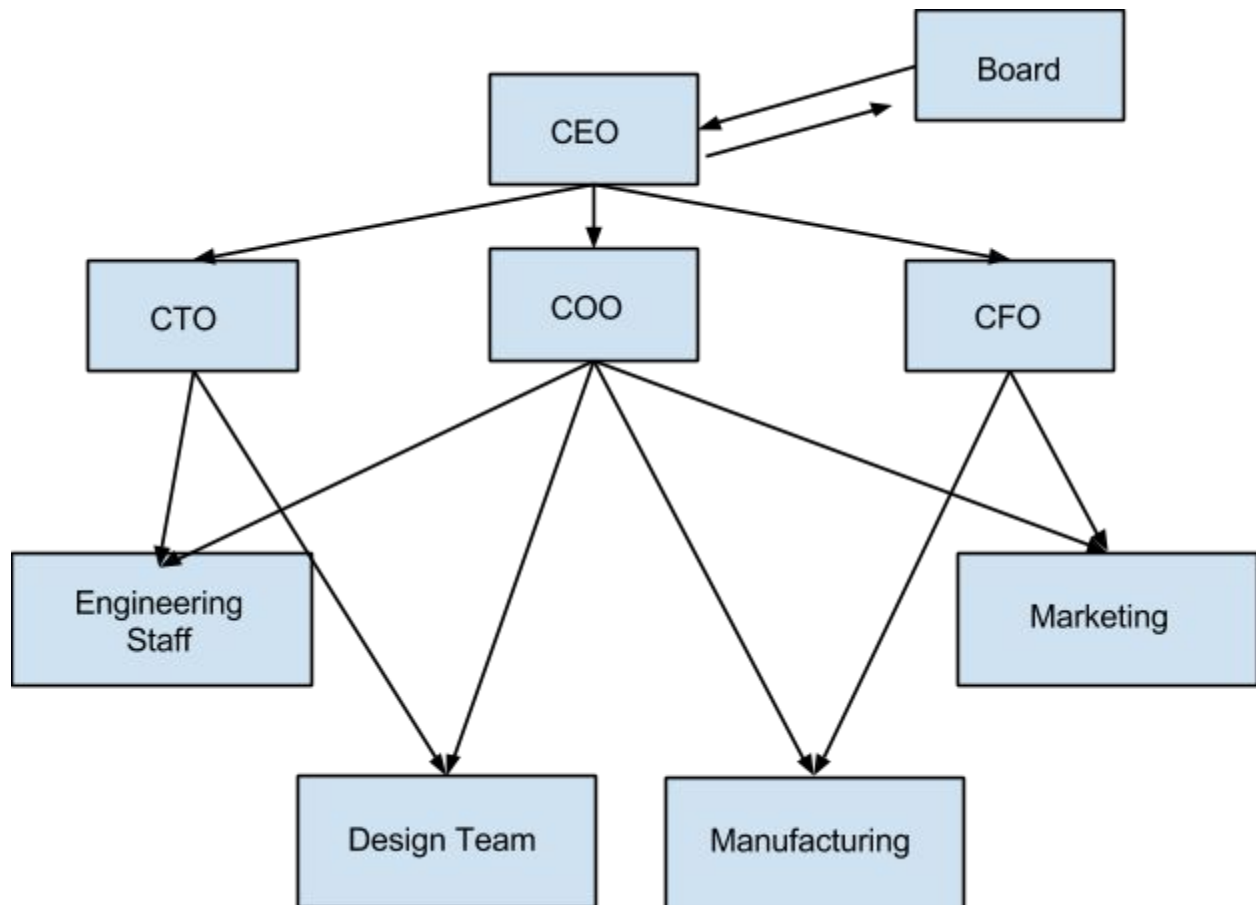 Board
CEO
CTO
COO
CFO
Engineering
Staff
Marketing
Design Team
Manufacturing